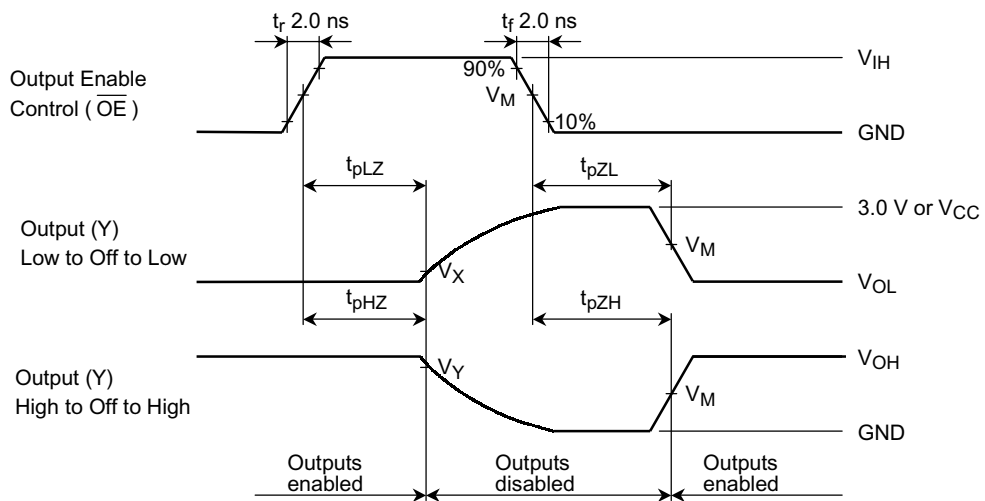 tr 2.0 ns
tf 2.0 ns
Output Enable
Control ( OE )
90%
VM
10%
VIH
GND
tpLZ
tpZL
Output (Y)
Low to Off to Low
VX
VM
3.0 V or VCC
VOL
tpHZ
tpZH
Output (Y)
High to Off to High
VY
VM
VOH
GND
Outputs
enabled
Outputs
disabled
Outputs
enabled